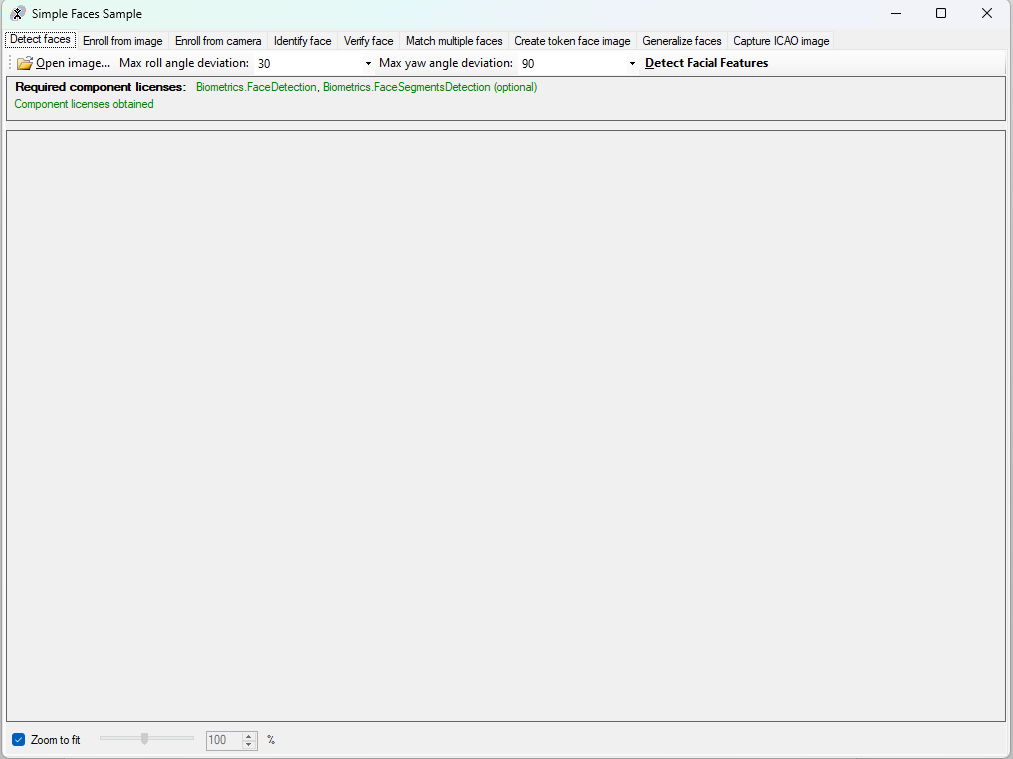 Simple Faces Sample
Detect faces Enroll from image Enroll from camera Identify face Verify face Match multiple faces Create token face image Generalize faces Capture ICAO image
Open image... Max roll angle deviation: 30 Max yaw angle deviation: 90 Detect Facial Features
Required component licenses: Biometrics.FaceDetection, Biometrics.FaceSegmentsDetection (optional)
Component licenses obtained
Zoom to fit 100 %